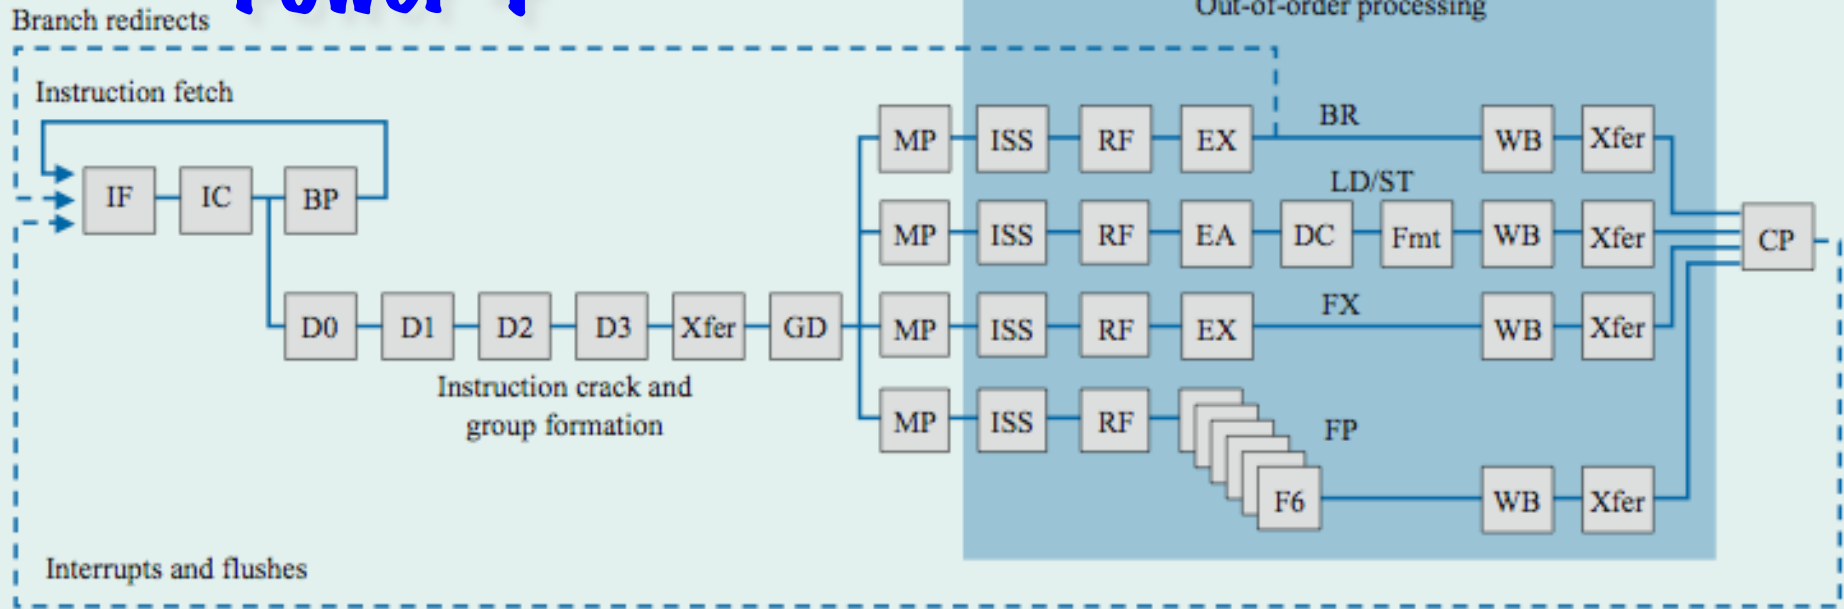 Power 4
Out-of-order processing
Branch redirects
Instruction fetch
IF IC BP
D0 D1 D2 D3 Xfer GD
Instruction crack and
group formation
MP ISS RF EX BR WB Xfer
LD/ST
MP ISS RF EA DC Fmt WB Xfer
CP
FX
MP ISS RF EX WB Xfer
MP ISS RF FP
F6 WB Xfer
Interrupts and flushes